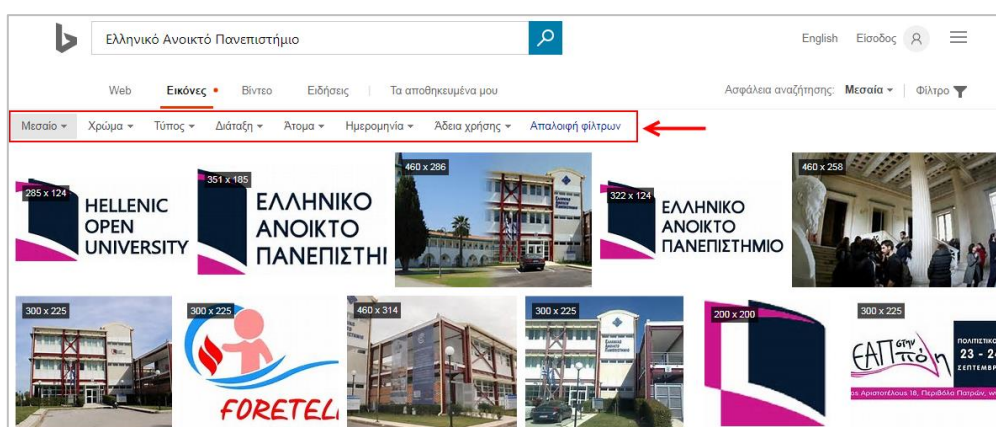 Ελληνικό Ανοικτό Πανεπιστήμιο
English Είσοδος
Web Εικόνες Βίντεο Ειδήσεις Τα αποθηκευμένα μου
Ασφάλεια αναζήτησης: Μεσαία Φίλτρο
Μεσαίο Χρώμα Τύπος Διάταξη Άτομα Ημερομηνία Άδεια χρήσης Απαλοιφή φίλτρων
285 x 124
HELLENIC
OPEN
UNIVERSITY
351 x 185
ΕΛΛΗΝΙΚΟ
ΑΝΟΙΚΤΟ
ΠΑΝΕΠΙΣΤΗ
460 x 286
322 x 124
ΕΛΛΗΝΙΚΟ
ΑΝΟΙΚΤΟ
ΠΑΝΕΠΙΣΤΗΜΙΟ
460 x 258
300 x 225
300 x 225
FORETEL
460 x 314
300 x 225
200 x 200
300 x 225
ΕΑΠ στην πόλη
ΠΟΛΙΤΙΣΤΙΚΟ
23 - 2
ΣΕΠΤΕΜΒΡ
ος Αριστοτέλους 18, Περιβόλα Πατρών, w